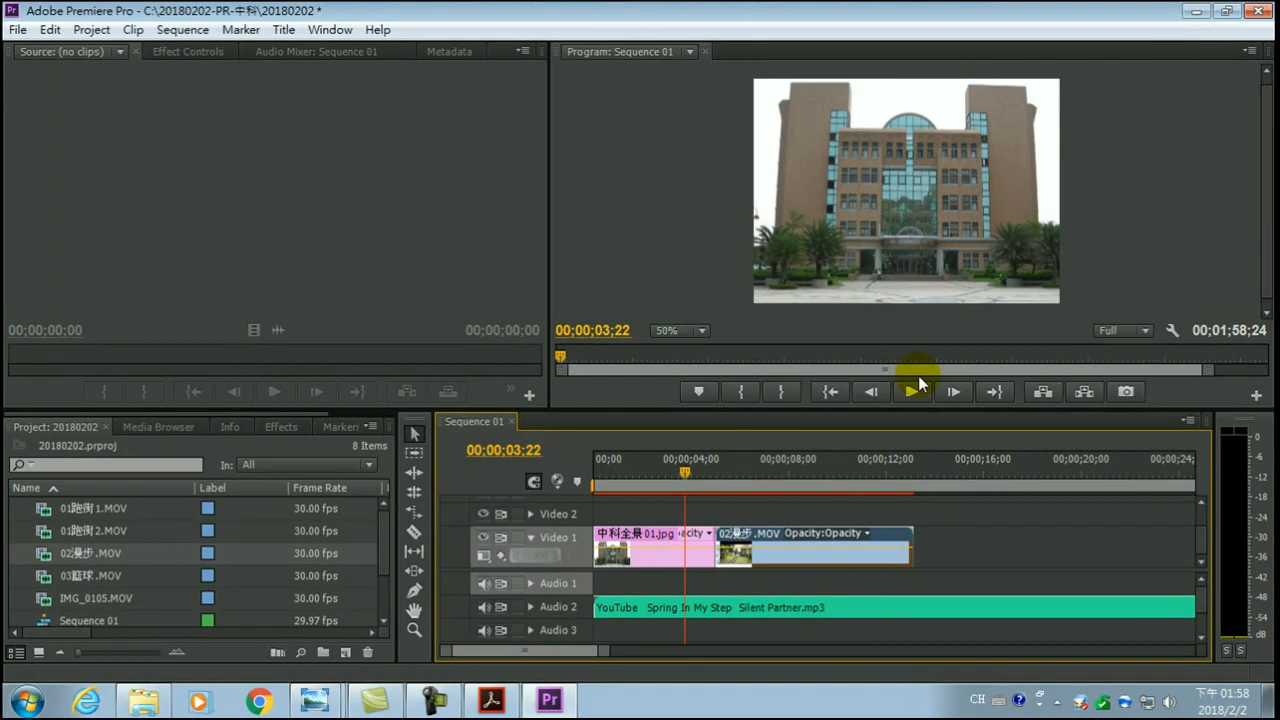 Adobe Premiere Pro - C:\20180202-PR-中科\20180202 *
File Edit Project Clip Sequence Marker Title Window Help
Source: (no clips) Effect Controls Audio Mixer: Sequence 01 Metadata
Program: Sequence 01
00;00;00;00 00;00;00;00
00;00;03;22 50% Full 00;01;58;24
Project: 20180202 Media Browser Info Effects Markers
20180202.prproj 8 Items
In: All
Name Label Frame Rate
01跑街1.MOV 30.00 fps
01跑街2.MOV 30.00 fps
02漫步.MOV 30.00 fps
03籃球.MOV 30.00 fps
IMG_0105.MOV 30.00 fps
Sequence 01 29.97 fps
Sequence 01
00;00;03;22
00;00 00;00;04;00 00;00;08;00 00;00;12;00 00;00;16;00 00;00;20;00 00;00;24;
Video 2
Video 1 中科全景01.jpg acity 02漫步.MOV Opacity:Opacity
Audio 1
Audio 2 YouTube Spring In My Step Silent Partner.mp3
Audio 3
0
-6
-12
-18
-24
-30
-36
-42
-48
-54
dB
S S
CH
下午 01:58
2018/2/2